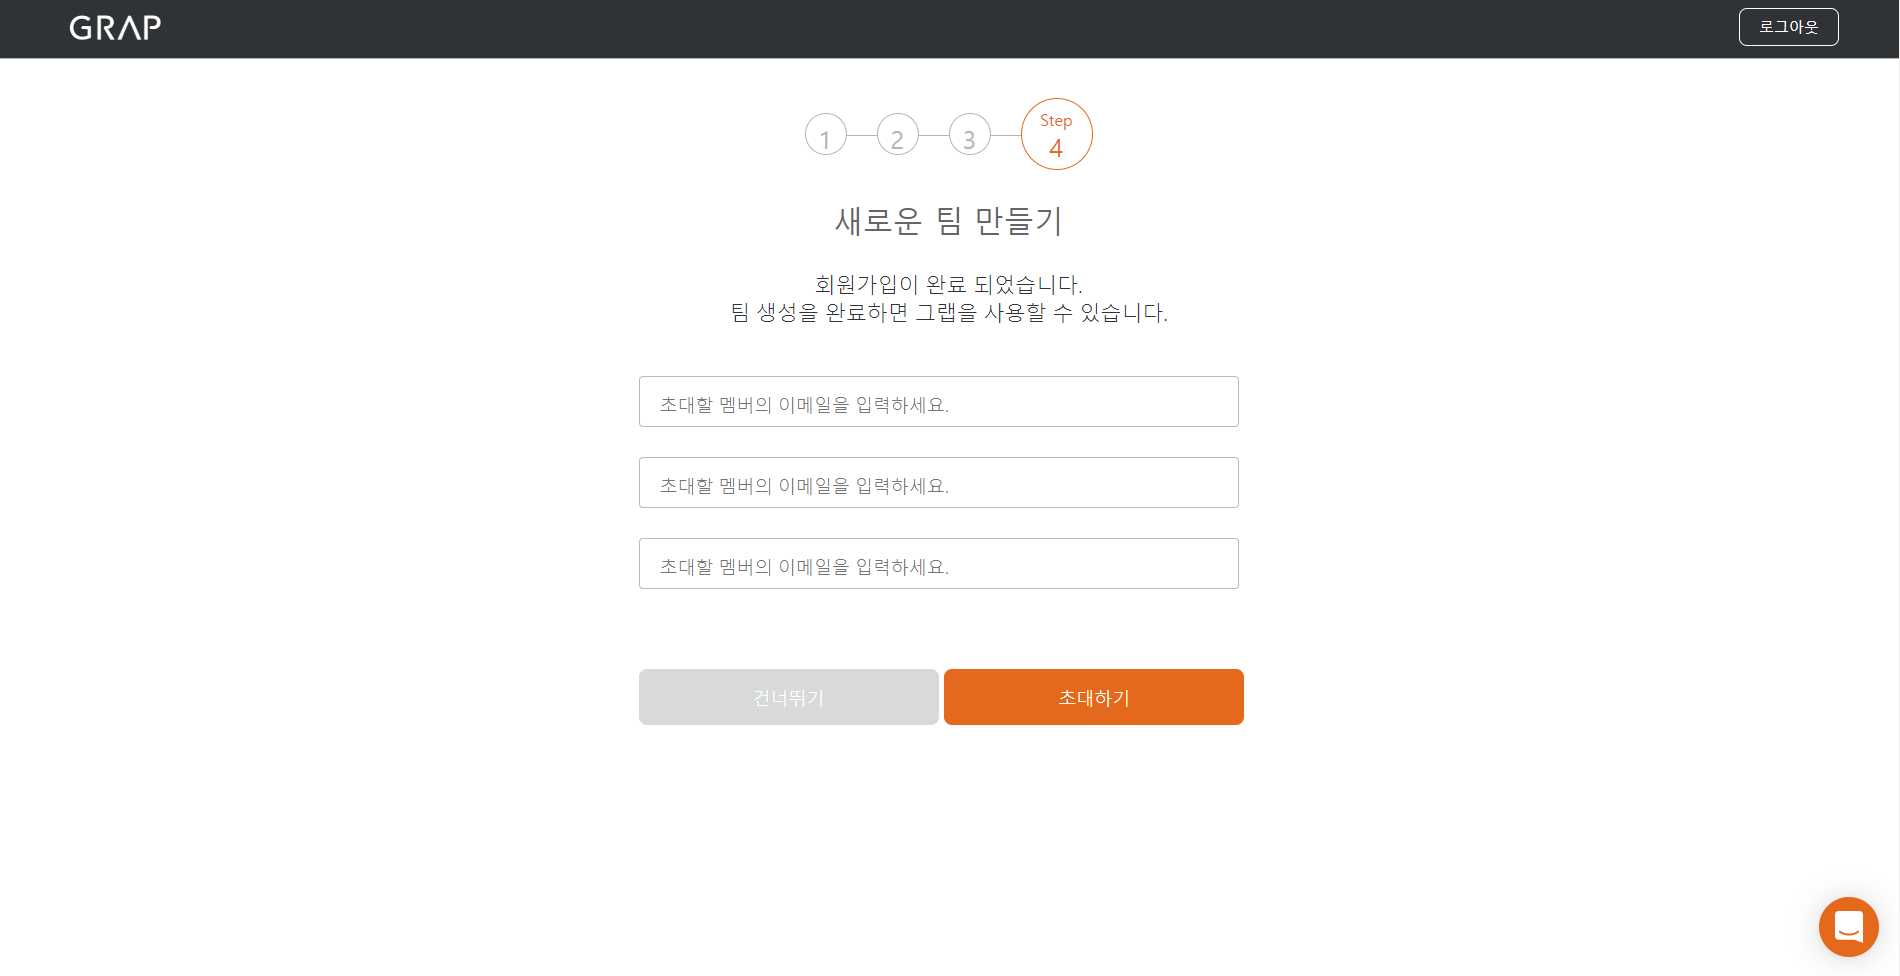 GRAP
로그아웃
1
2
3
Step
4
새로운 팀 만들기
회원가입이 완료 되었습니다.
팀 생성을 완료하면 그랩을 사용할 수 있습니다.
초대할 멤버의 이메일을 입력하세요.
초대할 멤버의 이메일을 입력하세요.
초대할 멤버의 이메일을 입력하세요.
건너뛰기
초대하기